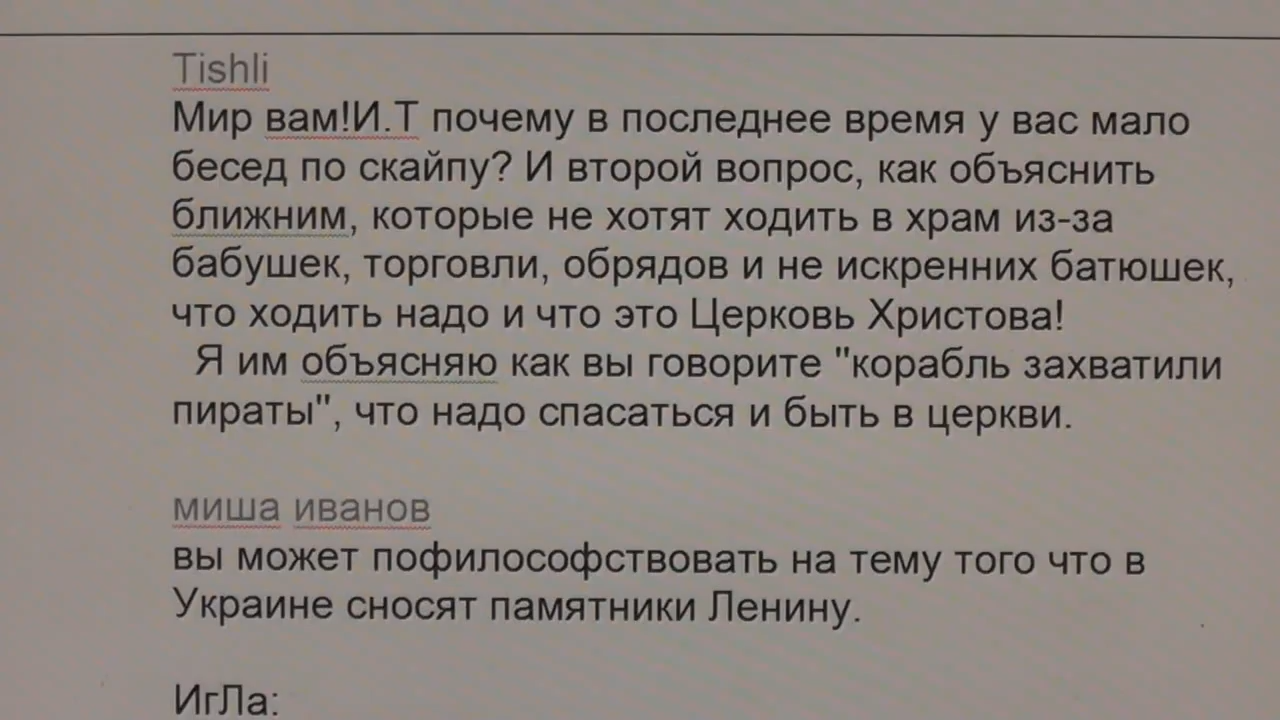 Tishli
Мир вам!И.Т почему в последнее время у вас мало
бесед по скайпу? И второй вопрос, как объяснить
ближним, которые не хотят ходить в храм из-за
бабушек, торговли, обрядов и не искренних батюшек,
что ходить надо и что это Церковь Христова!
Я им объясняю как вы говорите "корабль захватили
пираты", что надо спасаться и быть в церкви.
миша иванов
вы может пофилософствовать на тему того что в
Украине сносят памятники Ленину.
ИгЛа: